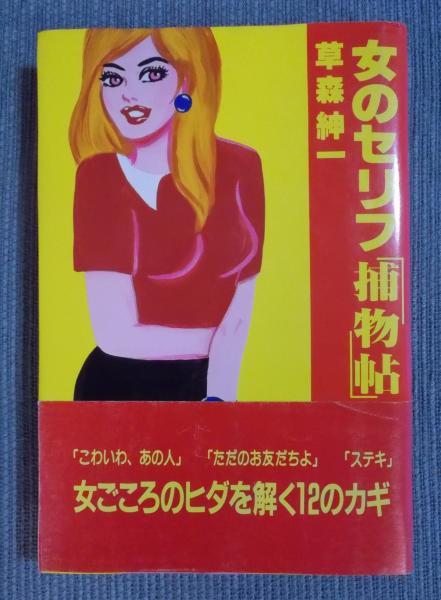 女のセリフ「捕物帖」
草森紳一
「こわいわ、あの人」 「ただのお友だちよ」 「ステキ」
女ごころのヒダを解く12のカギ